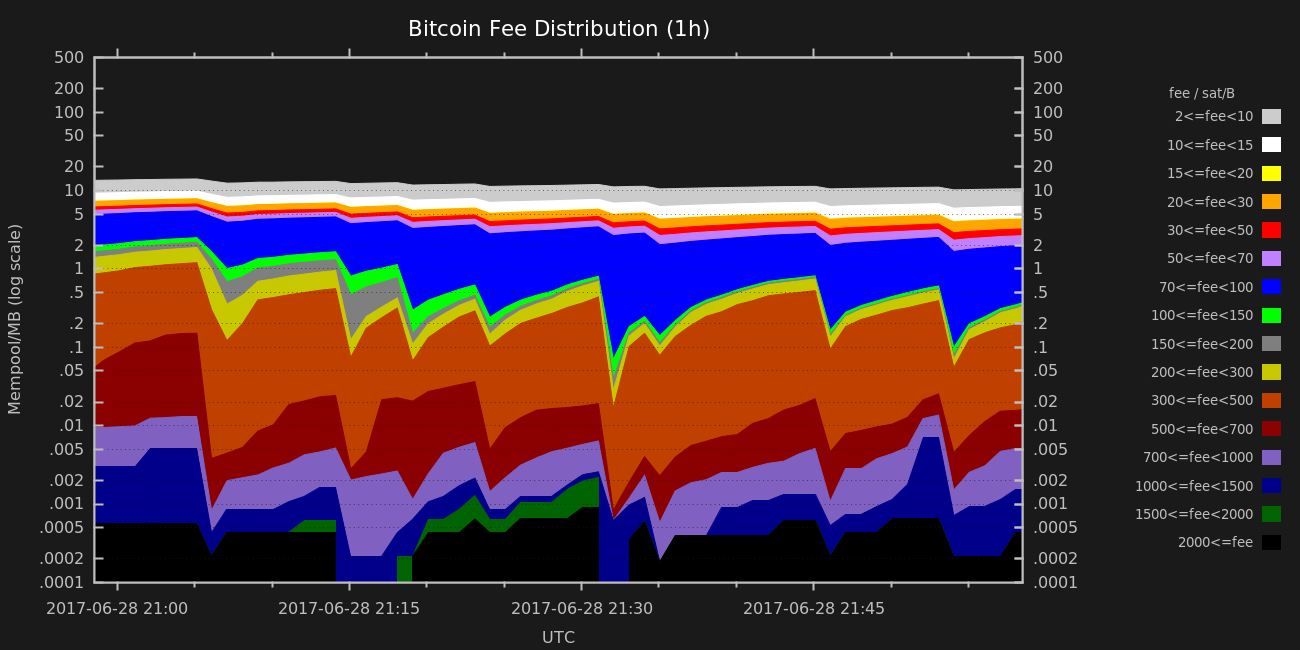 Bitcoin Fee Distribution (1h)
Mempool/MB (log scale)
500
200
100
50
20
10
5
2
1
.5
.2
.1
.05
.02
.01
.005
.002
.001
.0005
.0002
.0001
500
200
100
50
20
10
5
2
1
.5
.2
.1
.05
.02
.01
.005
.002
.001
.0005
.0002
.0001
2017-06-28 21:00
2017-06-28 21:15
2017-06-28 21:30
2017-06-28 21:45
UTC
fee / sat/B
2<=fee<10
10<=fee<15
15<=fee<20
20<=fee<30
30<=fee<50
50<=fee<70
70<=fee<100
100<=fee<150
150<=fee<200
200<=fee<300
300<=fee<500
500<=fee<700
700<=fee<1000
1000<=fee<1500
1500<=fee<2000
2000<=fee